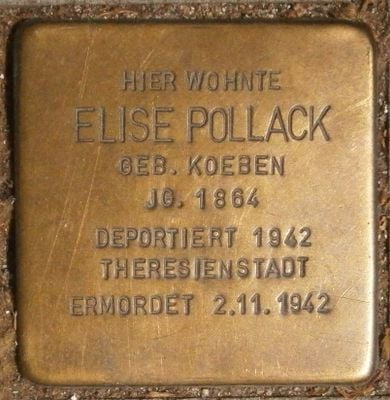 HIER WOHNTE
ELISE POLLACK
GEB. KOEBEN
JG. 1864
DEPORTIERT 1942
THERESIENSTADT
ERMORDET 2.11.1942